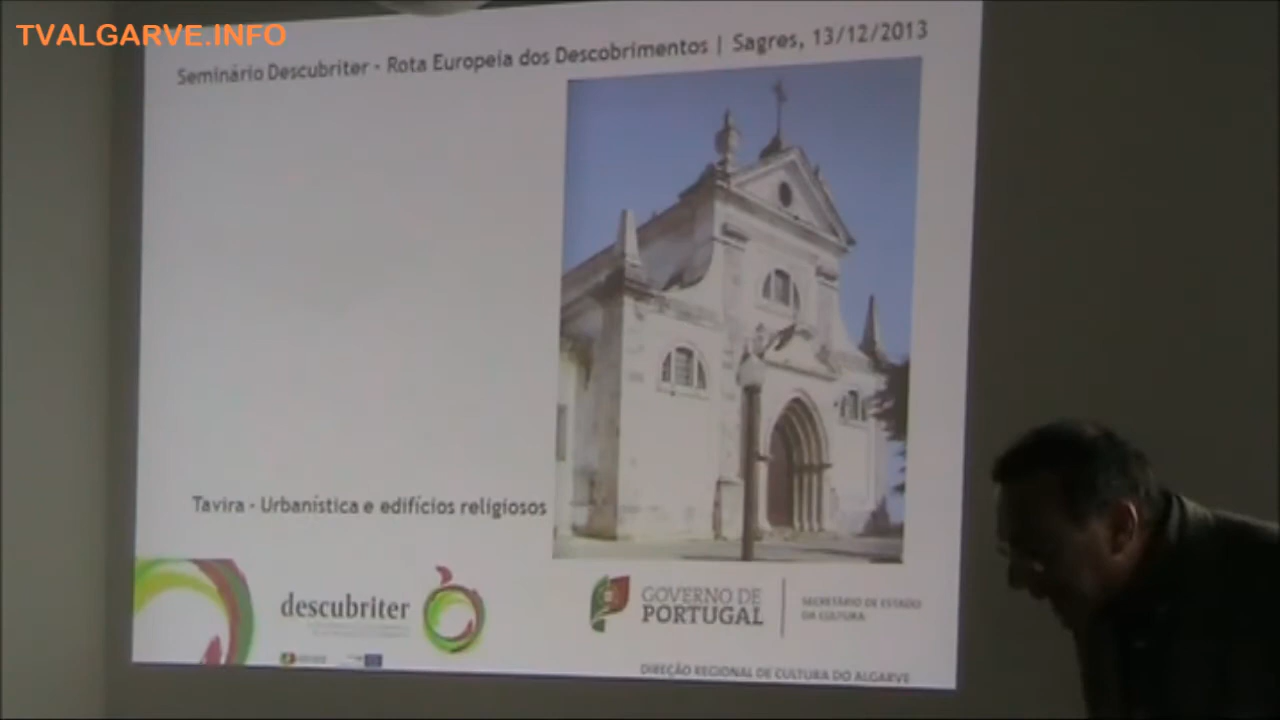 TVALGARVE.INFO
Seminário Descubriter - Rota Europeia dos Descobrimentos | Sagres, 13/12/2013
Tavira - Urbanística e edifícios religiosos
descubriter
GOVERNO DE
PORTUGAL
SECRETÁRIO DE ESTADO
DA CULTURA
DIREÇÃO REGIONAL DE CULTURA DO ALGARVE